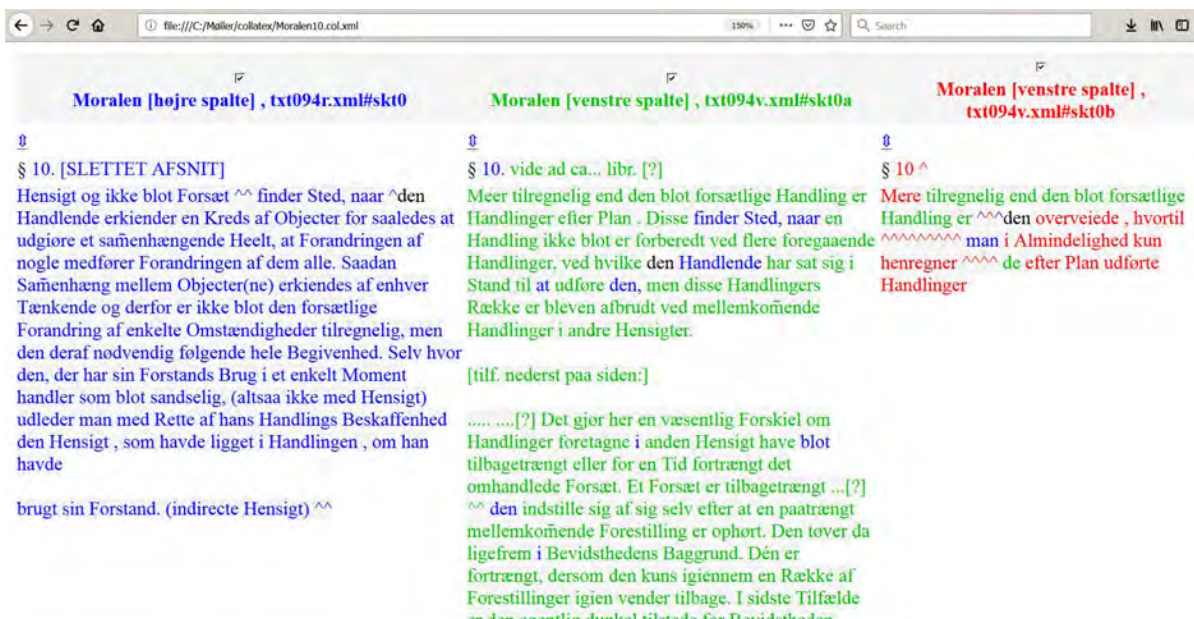 file:///C:/Møller/collatex/Moralen10.col.xml
150%
Search
Moralen [højre spalte] , txt094r.xml#skt0
⇕
§ 10. [SLETTET AFSNIT]
Hensigt og ikke blot Forsæt ^^ finder Sted, naar ^den
Handlende erkiender en Kreds af Objecter for saaledes at
udgiøre et sam̃enhængende Heelt, at Forandringen af
nogle medfører Forandringen af dem alle. Saadan
Sam̃enhæng mellem Objecter(ne) erkiendes af enhver
Tænkende og derfor er ikke blot den forsætlige
Forandring af enkelte Omstændigheder tilregnelig, men
den deraf nødvendig følgende hele Begivenhed. Selv hvor
den, der har sin Forstands Brug i et enkelt Moment
handler som blot sandselig, (altsaa ikke med Hensigt)
udleder man med Rette af hans Handlings Beskaffenhed
den Hensigt , som havde ligget i Handlingen , om han
havde
brugt sin Forstand. (indirecte Hensigt) ^^
Moralen [venstre spalte] , txt094v.xml#skt0a
⇕
§ 10. vide ad ca... libr. [?]
Meer tilregnelig end den blot forsætlige Handling er
Handlinger efter Plan . Disse finder Sted, naar en
Handling ikke blot er forberedt ved flere foregaaende
Handlinger, ved hvilke den Handlende har sat sig i
Stand til at udføre den, men disse Handlingers
Række er bleven afbrudt ved mellemkom̃ende
Handlinger i andre Hensigter.
[tilf. nederst paa siden:]
..... ....[?] Det gjør her en væsentlig Forskiel om
Handlinger foretagne i anden Hensigt have blot
tilbagetrængt eller for en Tid fortrængt det
omhandlede Forsæt. Et Forsæt er tilbagetrængt ...[?]
^^ den indstille sig af sig selv efter at en paatrængt
mellemkom̃ende Forestilling er ophørt. Den tøver da
ligefrem i Bevidsthedens Baggrund. Dén er
fortrængt, dersom den kuns igiennem en Række af
Forestillinger igien vender tilbage. I sidste Tilfælde
Moralen [venstre spalte] ,
txt094v.xml#skt0b
⇕
§ 10 ^
Mere tilregnelig end den blot forsætlige
Handling er ^^^den overveiede , hvortil
^^^^^^^^^ man i Almindelighed kun
henregner ^^^^ de efter Plan udførte
Handlinger